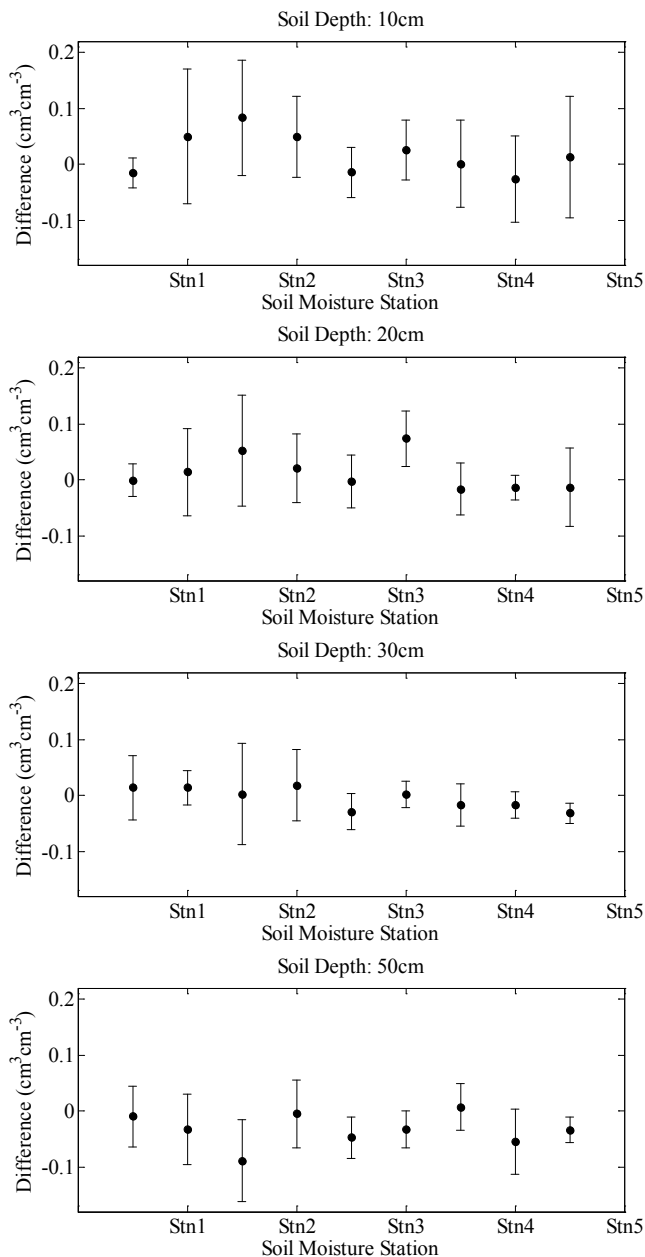 Soil Depth: 10cm
0.2
0.1
0
-0.1
Difference (cm³cm⁻³)
Stn1 Stn2 Stn3 Stn4 Stn5
Soil Moisture Station
Soil Depth: 20cm
0.2
0.1
0
-0.1
Difference (cm³cm⁻³)
Stn1 Stn2 Stn3 Stn4 Stn5
Soil Moisture Station
Soil Depth: 30cm
0.2
0.1
0
-0.1
Difference (cm³cm⁻³)
Stn1 Stn2 Stn3 Stn4 Stn5
Soil Moisture Station
Soil Depth: 50cm
0.2
0.1
0
-0.1
Difference (cm³cm⁻³)
Stn1 Stn2 Stn3 Stn4 Stn5
Soil Moisture Station